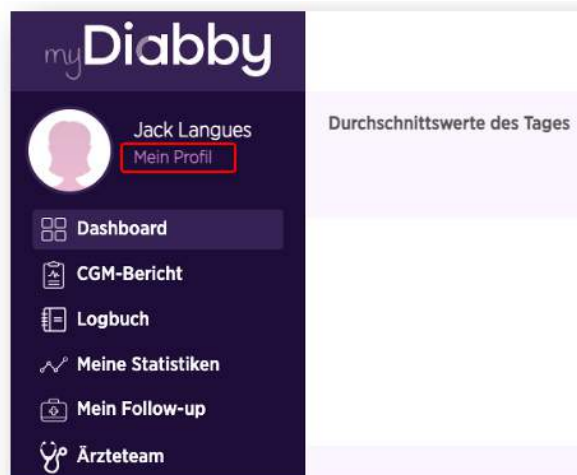 myDiabby
Jack Langues
Mein Profil
Durchschnittswerte des Tages
Dashboard
CGM-Bericht
Logbuch
Meine Statistiken
Mein Follow-up
Ärzteteam